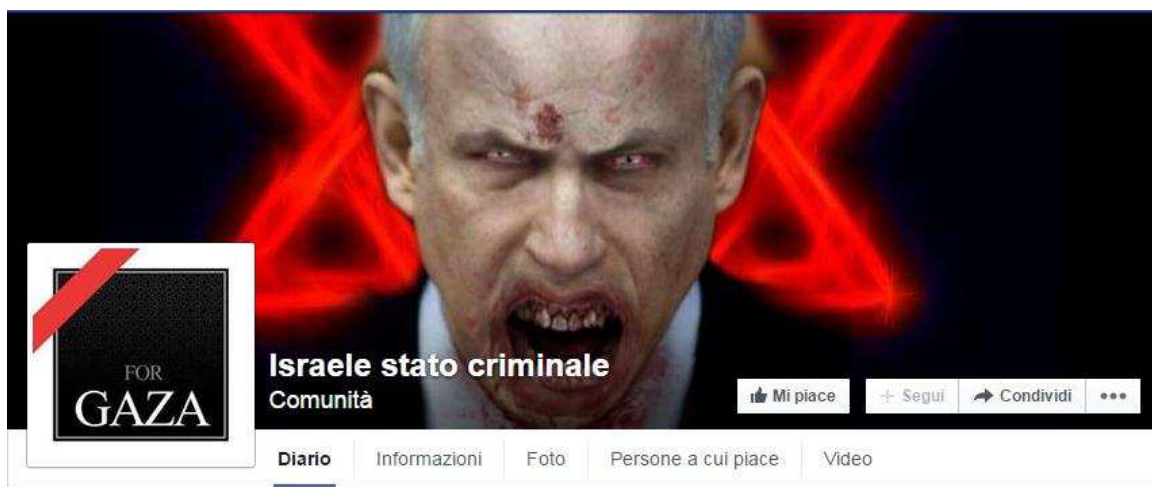 FOR
GAZA
Israele stato criminale
Comunità
Mi piace
+ Segui
Condividi
Diario
Informazioni
Foto
Persone a cui piace
Video